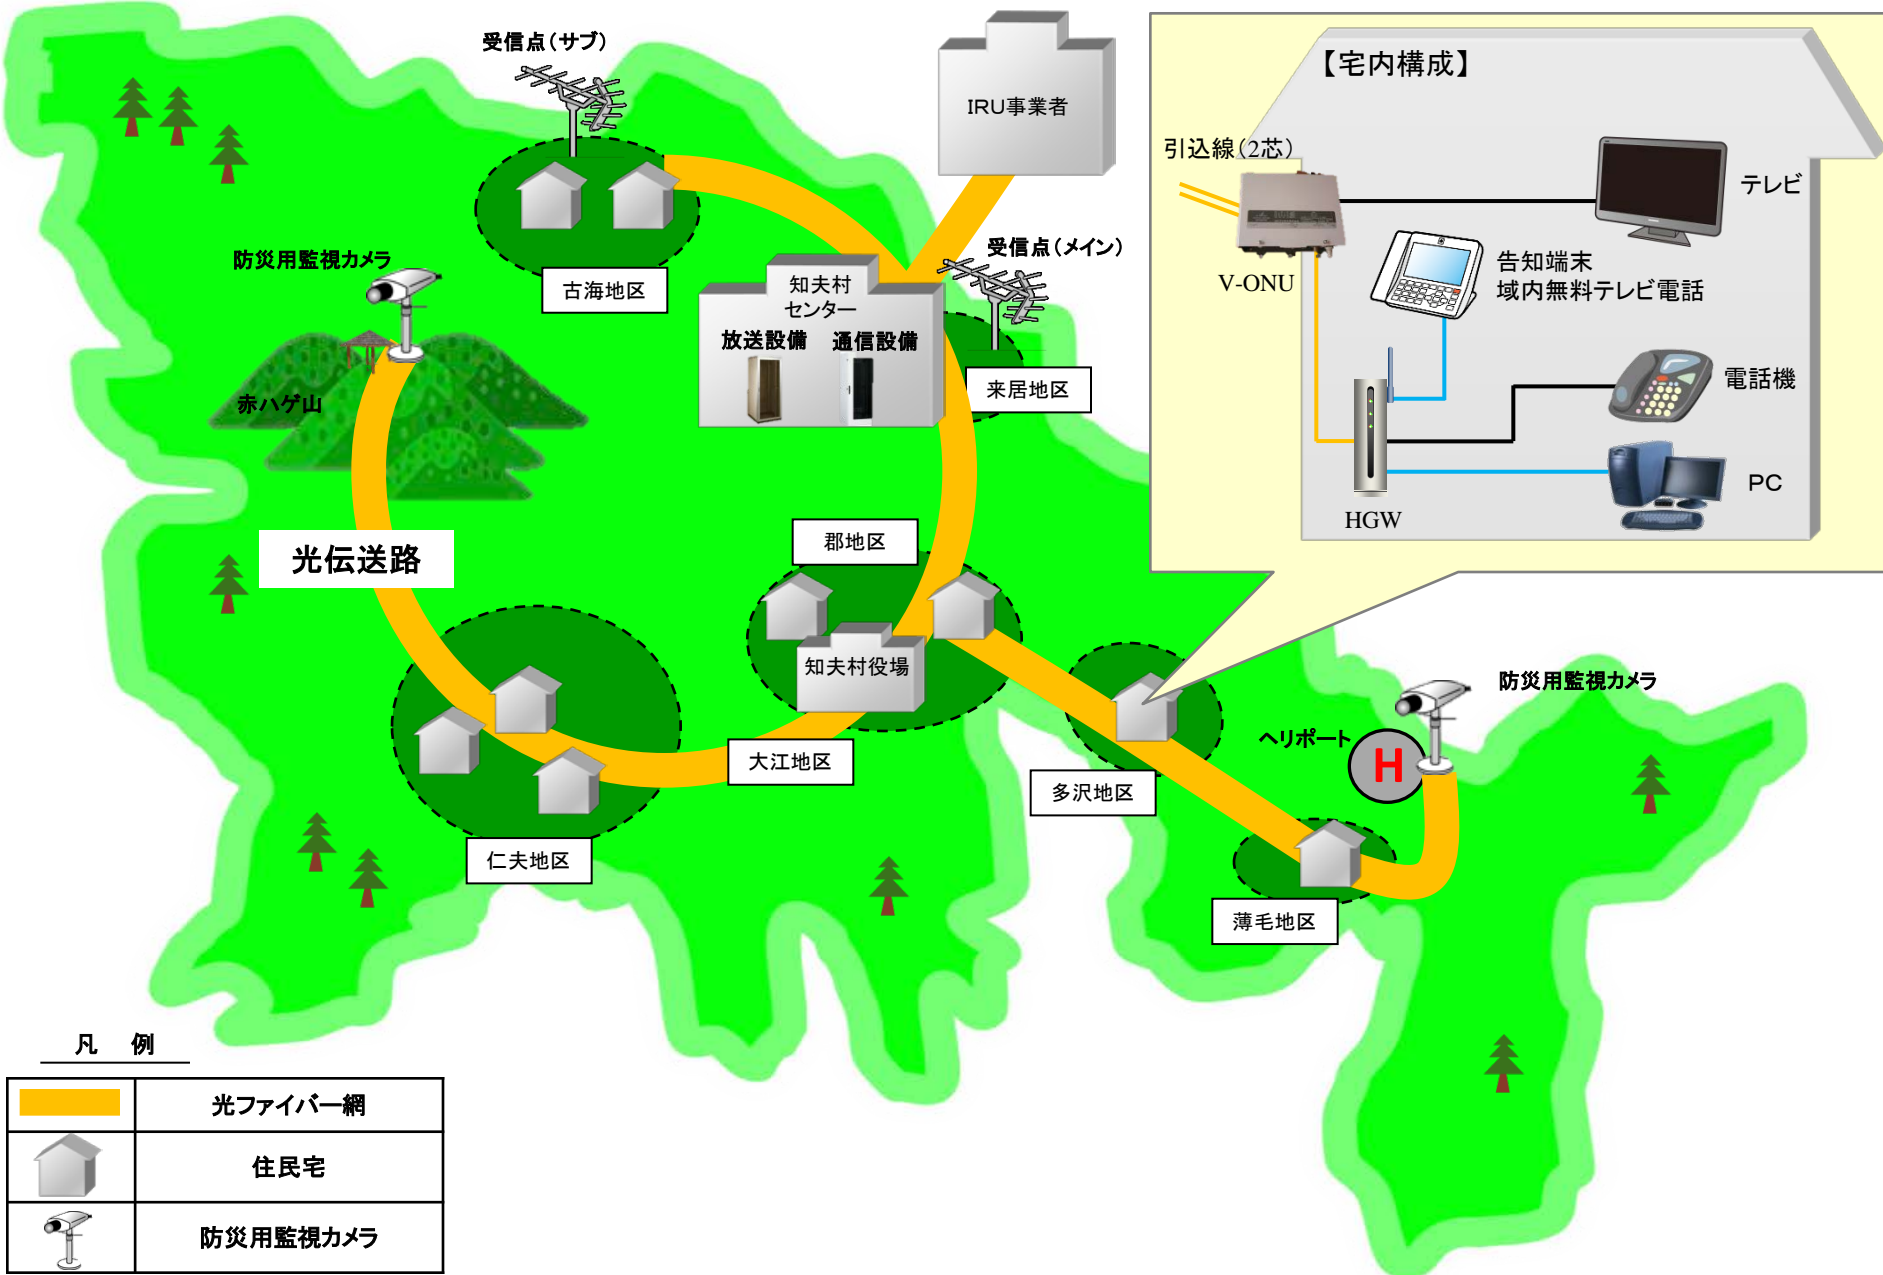 受信点(サブ)
IRU事業者
【宅内構成】
引込線(2芯)
テレビ
V-ONU
告知端末
域内無料テレビ電話
電話機
HGW
PC
防災用監視カメラ
古海地区
受信点(メイン)
知夫村
センター
放送設備
通信設備
来居地区
赤ハゲ山
光伝送路
郡地区
知夫村役場
大江地区
仁夫地区
多沢地区
防災用監視カメラ
ヘリポート
H
薄毛地区
凡 例
光ファイバー網
住民宅
防災用監視カメラ